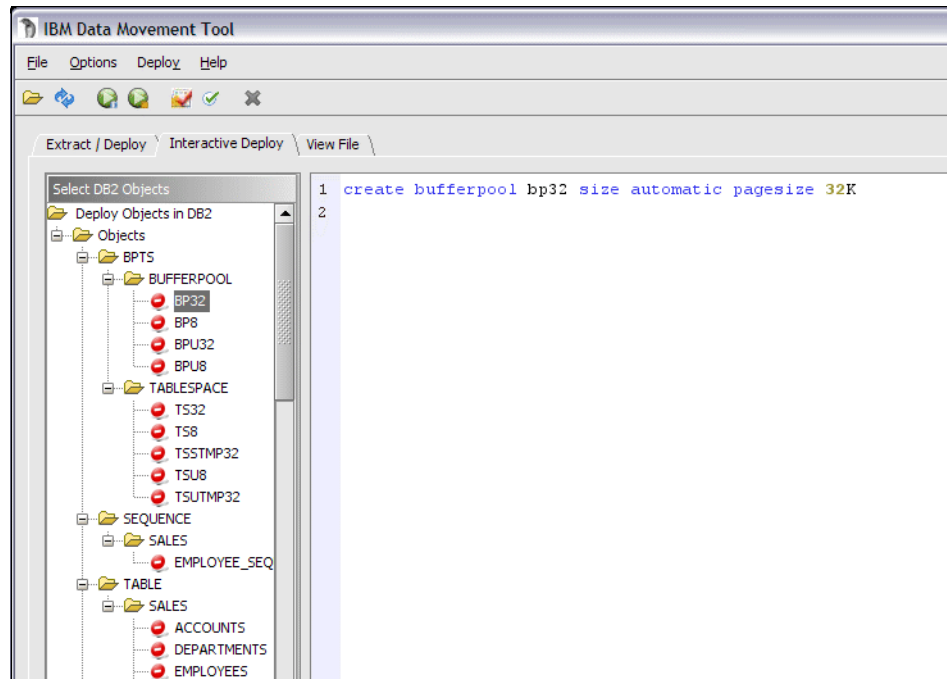 IBM Data Movement Tool
File Options Deploy Help
Extract / Deploy Interactive Deploy View File
Select DB2 Objects
Deploy Objects in DB2
Objects
BPTS
BUFFERPOOL
BP32
BP8
BPU32
BPU8
TABLESPACE
TS32
TS8
TSSTMP32
TSU8
TSUTMP32
SEQUENCE
SALES
EMPLOYEE_SEQ
TABLE
SALES
ACCOUNTS
DEPARTMENTS
EMPLOYEES
1 create bufferpool bp32 size automatic pagesize 32K
2